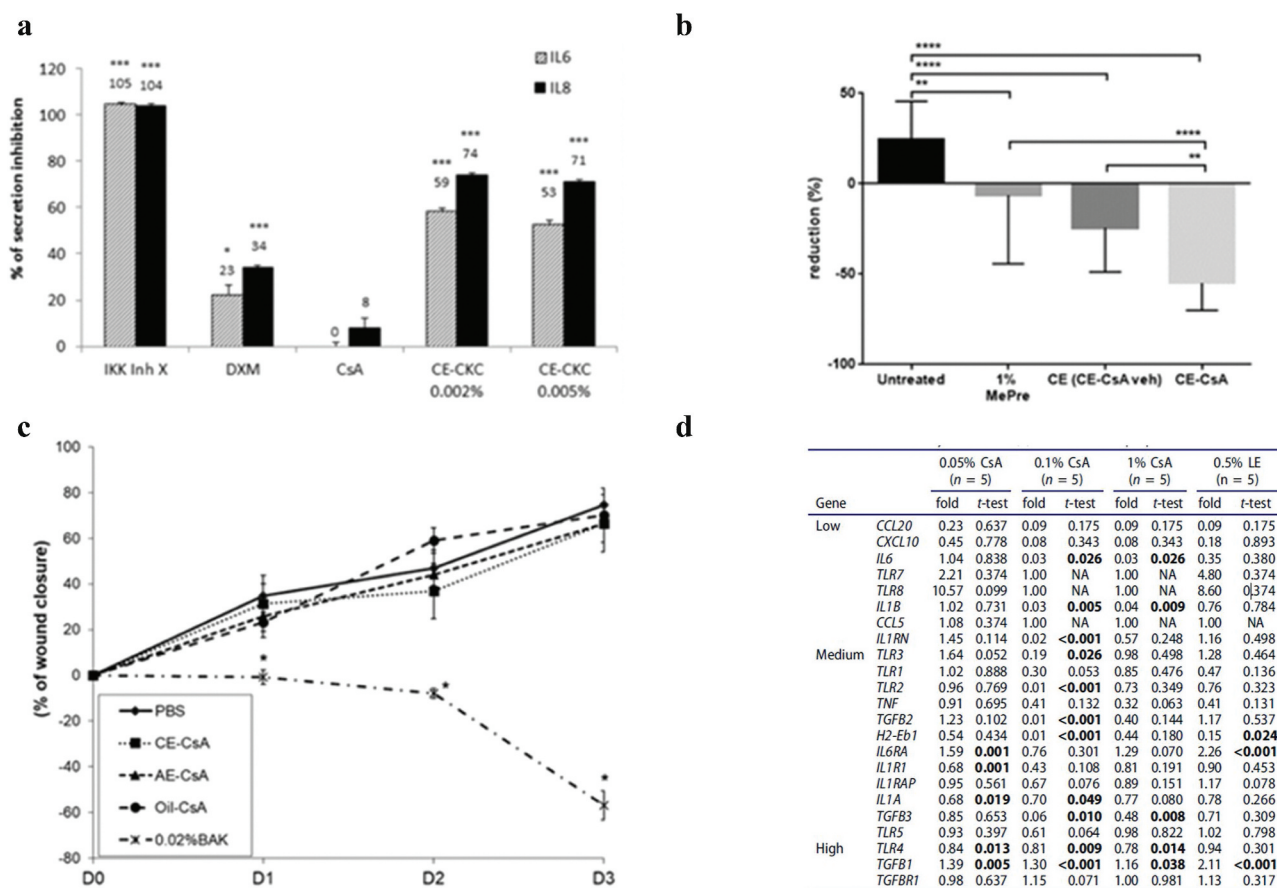 a
% of secretion inhibition
120
100
80
60
40
20
0
IL6
IL8
*** ***
105 104
* ***
23 34
0 8
*** ***
59 74
*** ***
53 71
IKK Inh X DXM CsA CE-CKC CE-CKC
0.002% 0.005%
b
reduction (%)
50
0
-50
-100
****
****
**
****
**
Untreated 1% CE (CE-CsA veh) CE-CsA
MePre
c
(% of wound closure)
100
80
60
40
20
0
-20
-40
-60
-80
*
*
*
PBS
CE-CsA
AE-CsA
Oil-CsA
0.02%BAK
D0 D1 D2 D3
d
0.05% CsA 0.1% CsA 1% CsA 0.5% LE
(n = 5) (n = 5) (n = 5) (n = 5)
Gene fold t-test fold t-test fold t-test fold t-test
Low CCL20 0.23 0.637 0.09 0.175 0.09 0.175 0.09 0.175
CXCL10 0.45 0.778 0.08 0.343 0.08 0.343 0.18 0.893
IL6 1.04 0.838 0.03 0.026 0.03 0.026 0.35 0.380
TLR7 2.21 0.374 1.00 NA 1.00 NA 4.80 0.374
TLR8 10.57 0.099 1.00 NA 1.00 NA 8.60 0.374
IL1B 1.02 0.731 0.03 0.005 0.04 0.009 0.76 0.784
CCL5 1.08 0.374 1.00 NA 1.00 NA 1.00 NA
IL1RN 1.45 0.114 0.02 <0.001 0.57 0.248 1.16 0.498
Medium TLR3 1.64 0.052 0.19 0.026 0.98 0.498 1.28 0.464
TLR1 1.02 0.888 0.30 0.053 0.85 0.476 0.47 0.136
TLR2 0.96 0.769 0.01 <0.001 0.73 0.349 0.76 0.323
TNF 0.91 0.695 0.41 0.132 0.32 0.063 0.41 0.131
TGFB2 1.23 0.102 0.01 <0.001 0.40 0.144 1.17 0.537
H2-Eb1 0.54 0.434 0.01 <0.001 0.44 0.180 0.15 0.024
IL6RA 1.59 0.001 0.76 0.301 1.29 0.070 2.26 <0.001
IL1R1 0.68 0.001 0.43 0.108 0.81 0.191 0.90 0.453
IL1RAP 0.95 0.561 0.67 0.076 0.89 0.151 1.17 0.078
IL1A 0.68 0.019 0.70 0.049 0.77 0.080 0.78 0.266
TGFB3 0.85 0.653 0.06 0.010 0.48 0.008 0.71 0.309
TLR5 0.93 0.397 0.61 0.064 0.98 0.822 1.02 0.798
High TLR4 0.84 0.013 0.81 0.009 0.78 0.014 0.94 0.301
TGFB1 1.39 0.005 1.30 <0.001 1.16 0.038 2.11 <0.001
TGFBR1 0.98 0.637 1.15 0.071 1.00 0.981 1.13 0.317